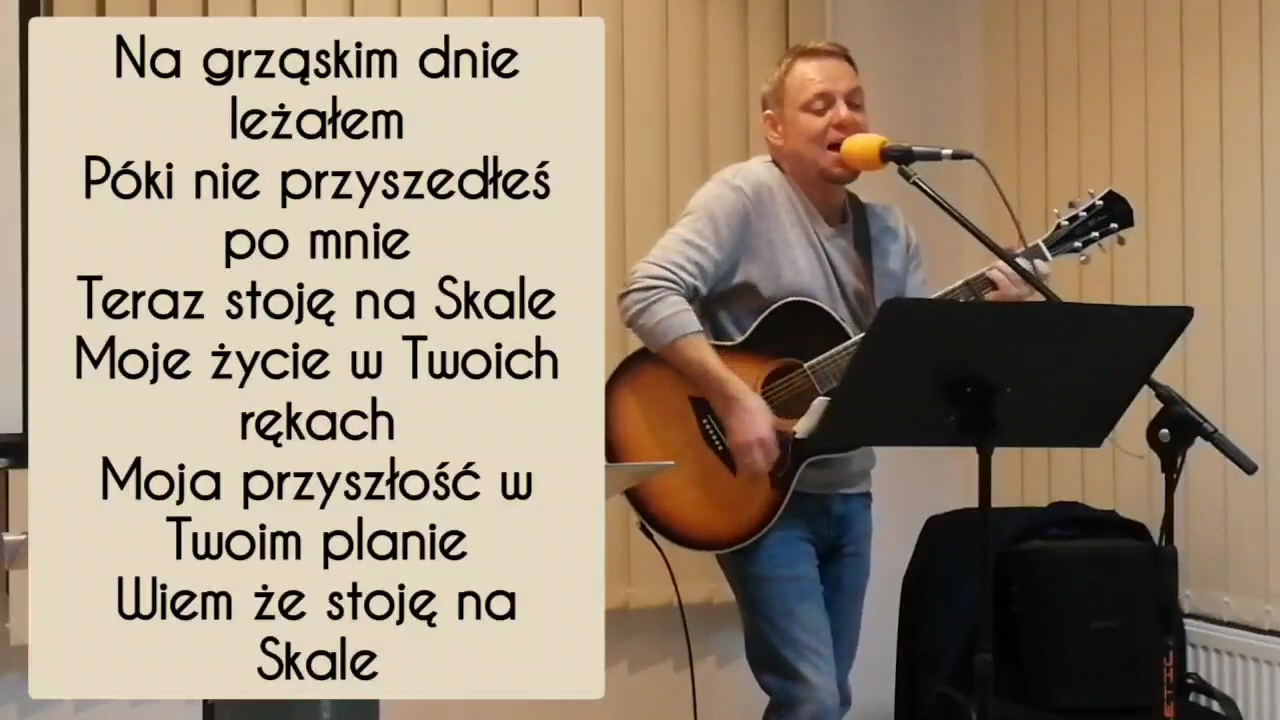 Na grząskim dnie
leżałem
Póki nie przyszedłeś
po mnie
Teraz stoję na Skale
Moje życie w Twoich
rękach
Moja przyszłość w
Twoim planie
Wiem że stoję na
Skale